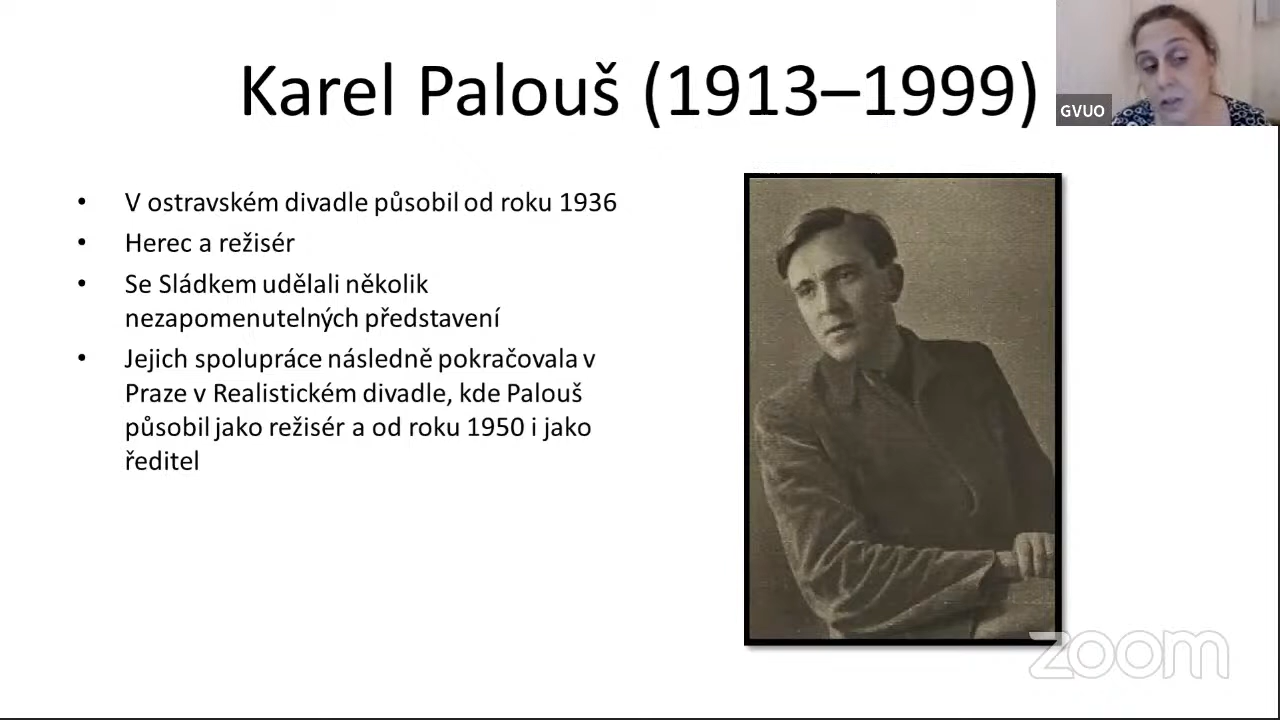 Karel Palouš (1913–1999)
GVUO
• V ostravském divadle působil od roku 1936
• Herec a režisér
• Se Sládkem udělali několik
nezapomenutelných představení
• Jejich spolupráce následně pokračovala v
Praze v Realistickém divadle, kde Palouš
působil jako režisér a od roku 1950 i jako
ředitel
zoom